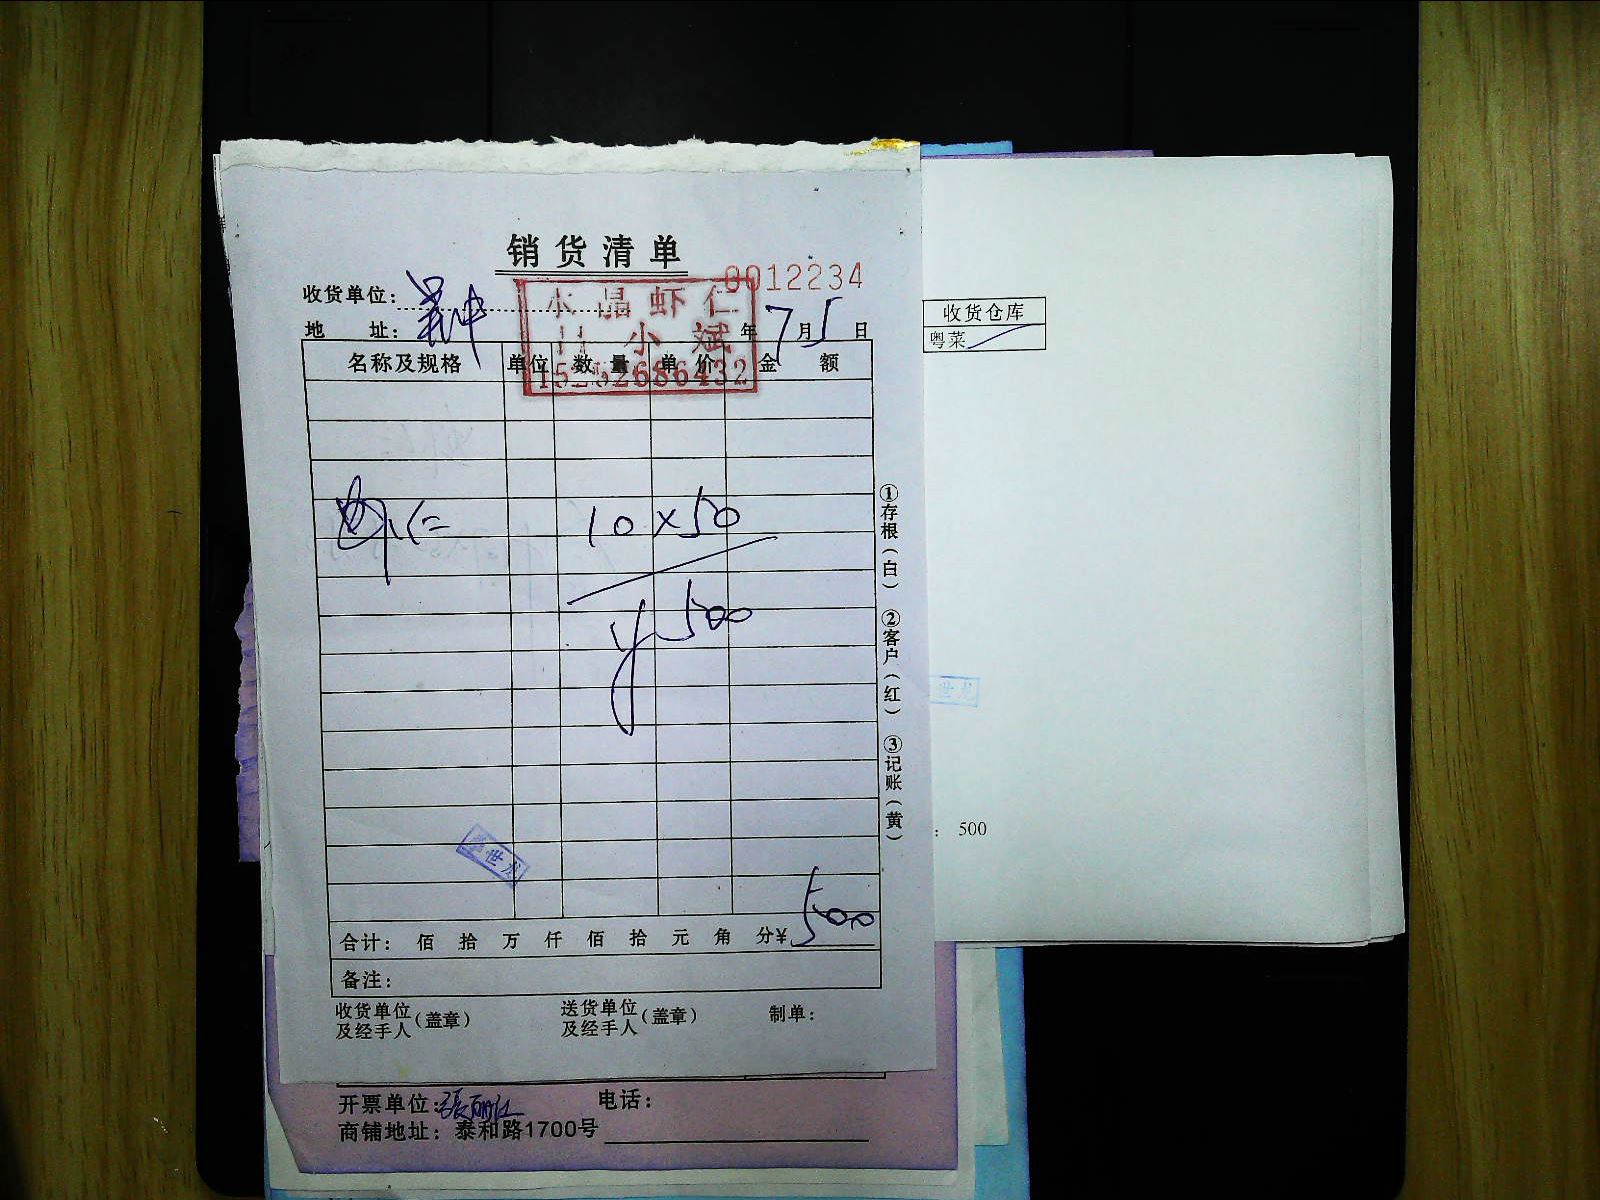 销货清单
0012234
收货单位：
水晶虾仁
小斌
地 址：
年 7 月 5 日
名称及规格 单位 数量 单价 金额
虾仁 10×50
¥500
①存根（白） ②客户（红） ③记账（黄）
世龙
合计： 佰 拾 万 仟 佰 拾 元 角 分¥ 500
备注：
收货单位及经手人（盖章）
送货单位及经手人（盖章）
制单：
开票单位： 电话：
商铺地址：泰和路1700号
收货仓库
粤菜
世龙
： 500